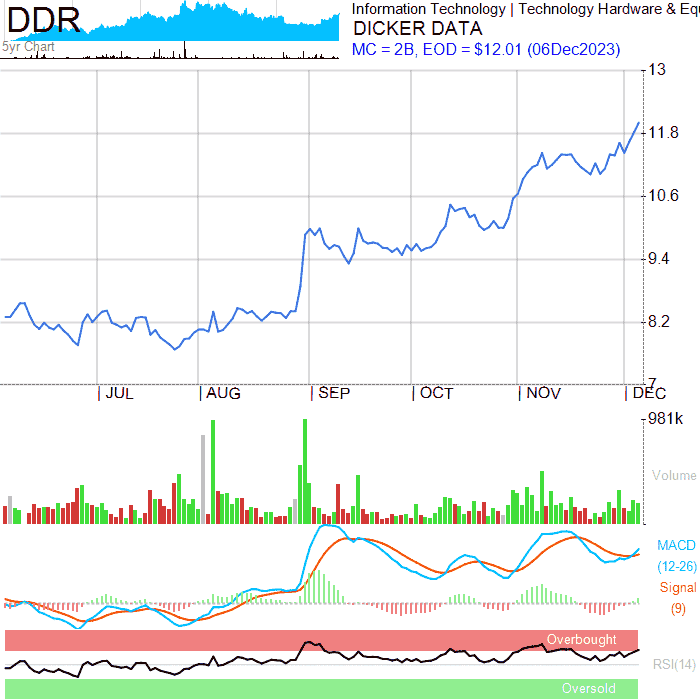 DDR
5yr Chart
Information Technology | Technology Hardware & Equ
DICKER DATA
MC = 2B, EOD = $12.01 (06Dec2023)
13
11.8
10.6
9.4
8.2
7
JUL AUG SEP OCT NOV DEC
981k
Volume
MACD
(12-26)
Signal
(9)
Overbought
RSI(14)
Oversold